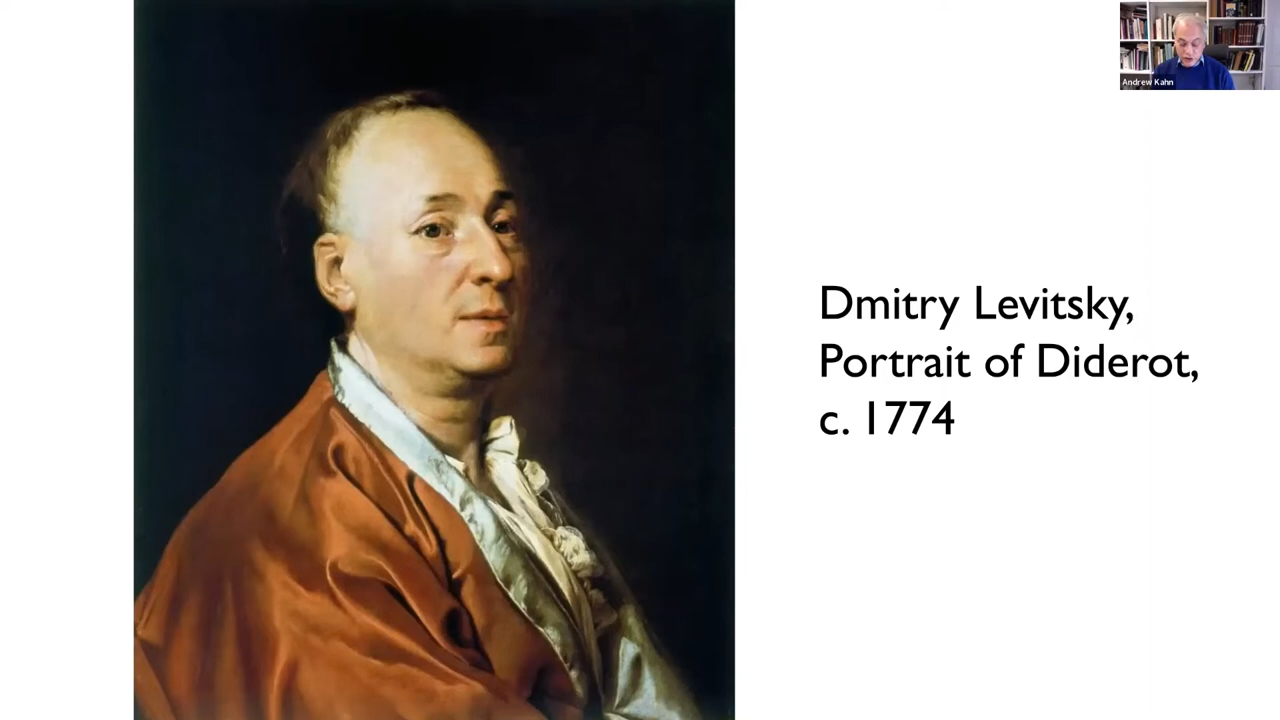 Andrew Kahn
Dmitry Levitsky,
Portrait of Diderot,
c. 1774